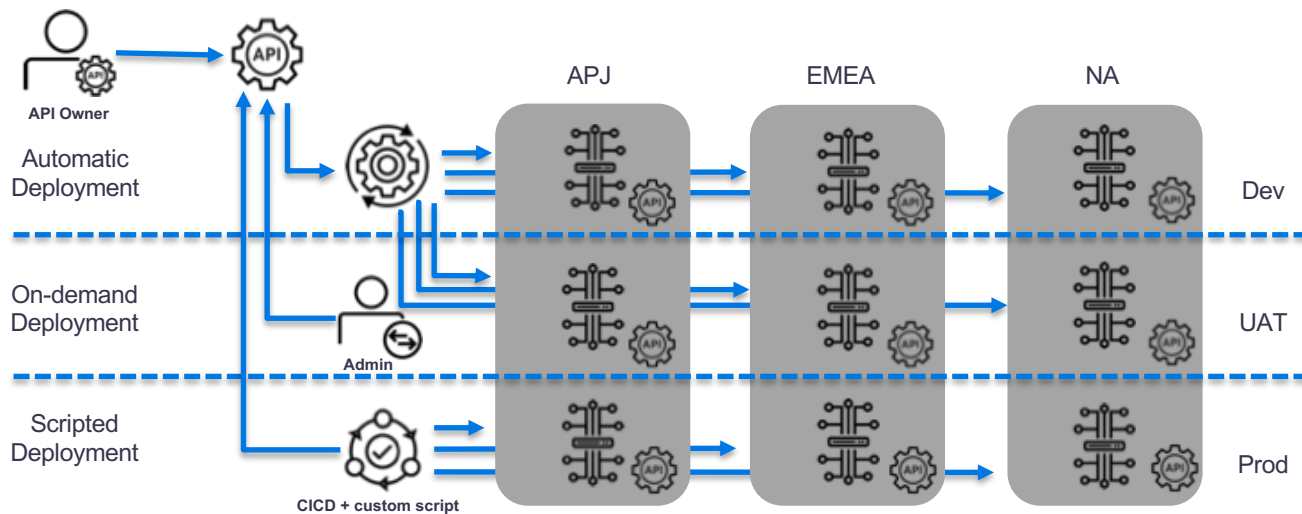 API
API
API Owner
APJ
EMEA
NA
Automatic
Deployment
API
API
API
Dev
On-demand
Deployment
Admin
API
API
API
UAT
Scripted
Deployment
CICD + custom script
API
API
API
Prod